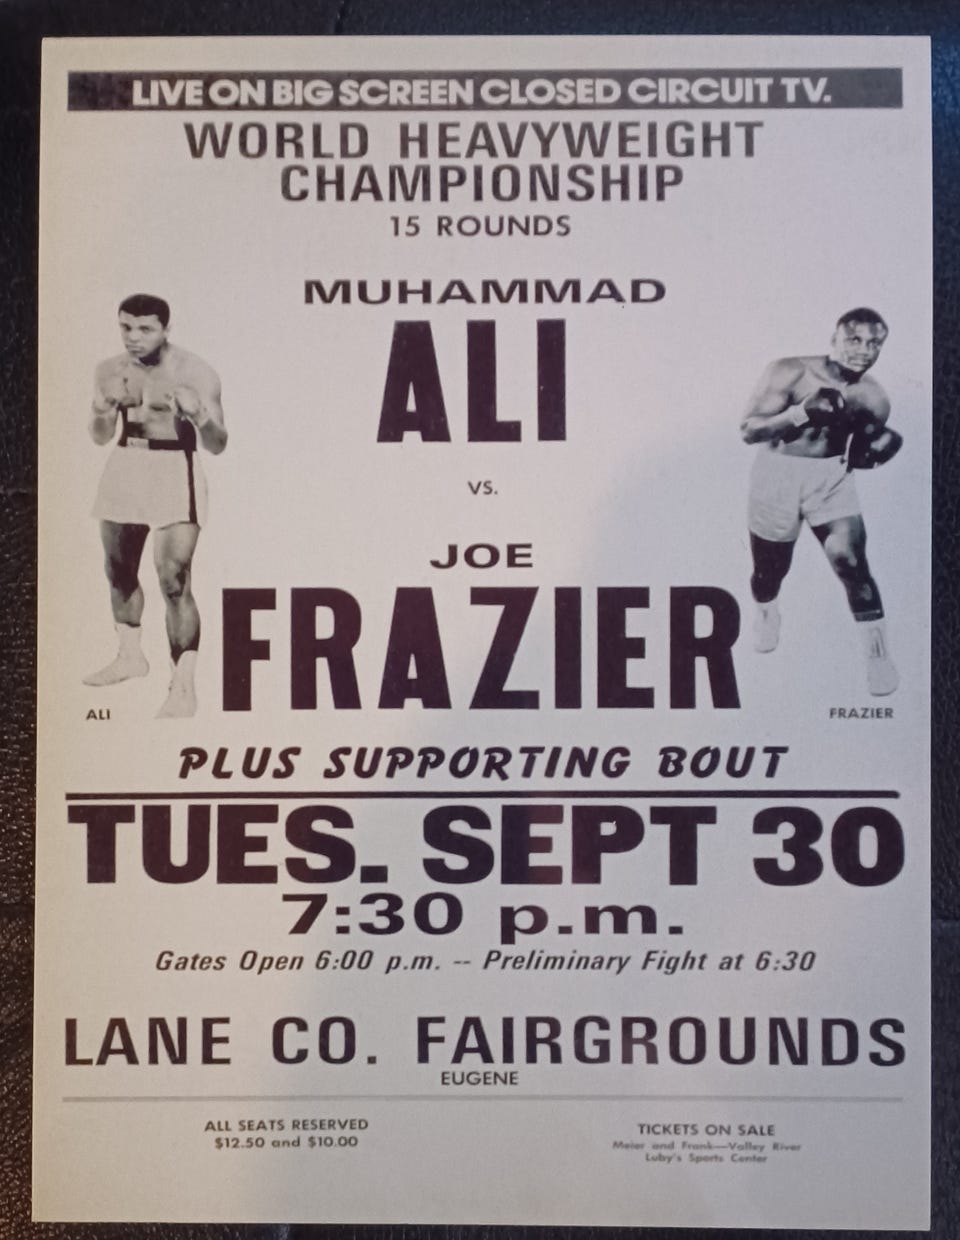 LIVE ON BIG SCREEN CLOSED CIRCUIT TV.
WORLD HEAVYWEIGHT
CHAMPIONSHIP
15 ROUNDS
MUHAMMAD
ALI
VS.
JOE
FRAZIER
ALI
FRAZIER
PLUS SUPPORTING BOUT
TUES. SEPT 30
7:30 p.m.
Gates Open 6:00 p.m. -- Preliminary Fight at 6:30
LANE CO. FAIRGROUNDS
EUGENE
ALL SEATS RESERVED
$12.50 and $10.00
TICKETS ON SALE
Meier and Frank—Valley River
Luby's Sports Center